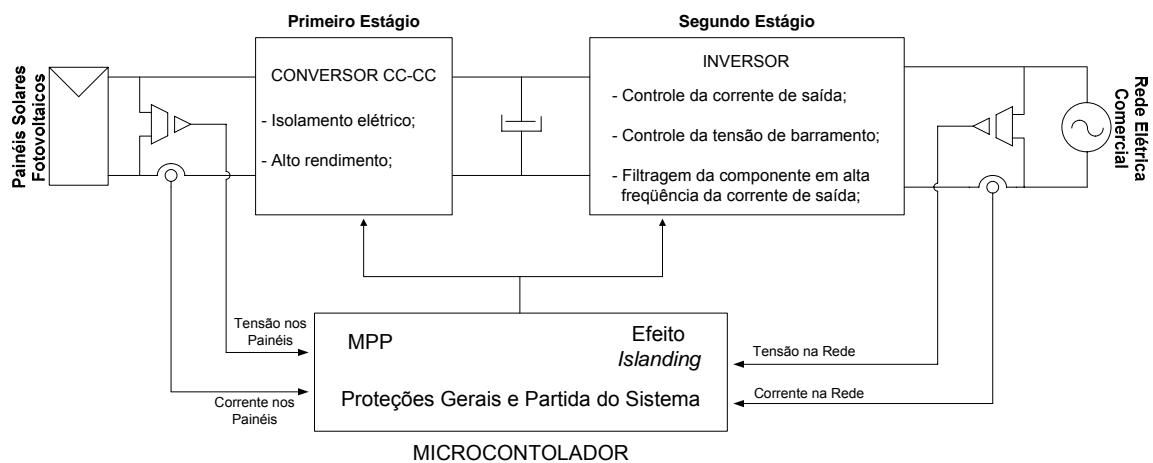 Primeiro Estágio
Segundo Estágio
Painéis Solares
Fotovoltaicos
CONVERSOR CC-CC
- Isolamento elétrico;
- Alto rendimento;
INVERSOR
- Controle da corrente de saída;
- Controle da tensão de barramento;
- Filtragem da componente em alta
freqüência da corrente de saída;
Rede Elétrica
Comercial
Tensão nos
Painéis
Corrente nos
Painéis
MPP
Efeito
Islanding
Proteções Gerais e Partida do Sistema
Tensão na Rede
Corrente na Rede
MICROCONTOLADOR